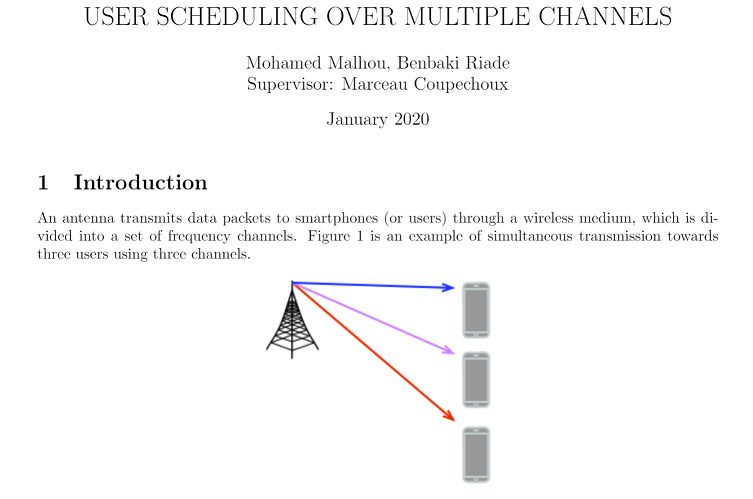 USER SCHEDULING OVER MULTIPLE CHANNELS
Mohamed Malhou, Benbaki Riade
Supervisor: Marceau Coupechoux
January 2020
1 Introduction
An antenna transmits data packets to smartphones (or users) through a wireless medium, which is di-
vided into a set of frequency channels. Figure 1 is an example of simultaneous transmission towards
three users using three channels.